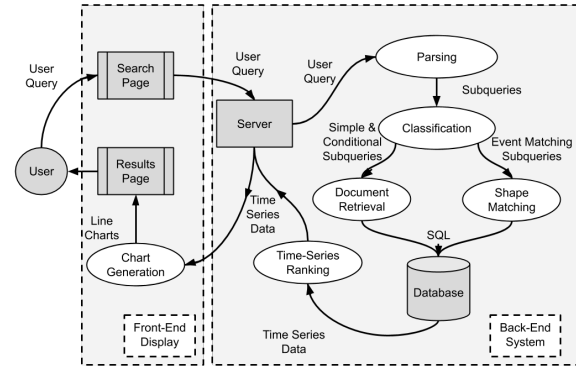 User
Query
Search
Page
User
Query
User
Query
Parsing
Subqueries
Server
Classification
Simple &
Conditional
Subqueries
Event Matching
Subqueries
User
Results
Page
Document
Retrieval
Shape
Matching
Line
Charts
Time
Series
Data
SQL
Chart
Generation
Time-Series
Ranking
Database
Time Series
Data
Front-End
Display
Back-End
System